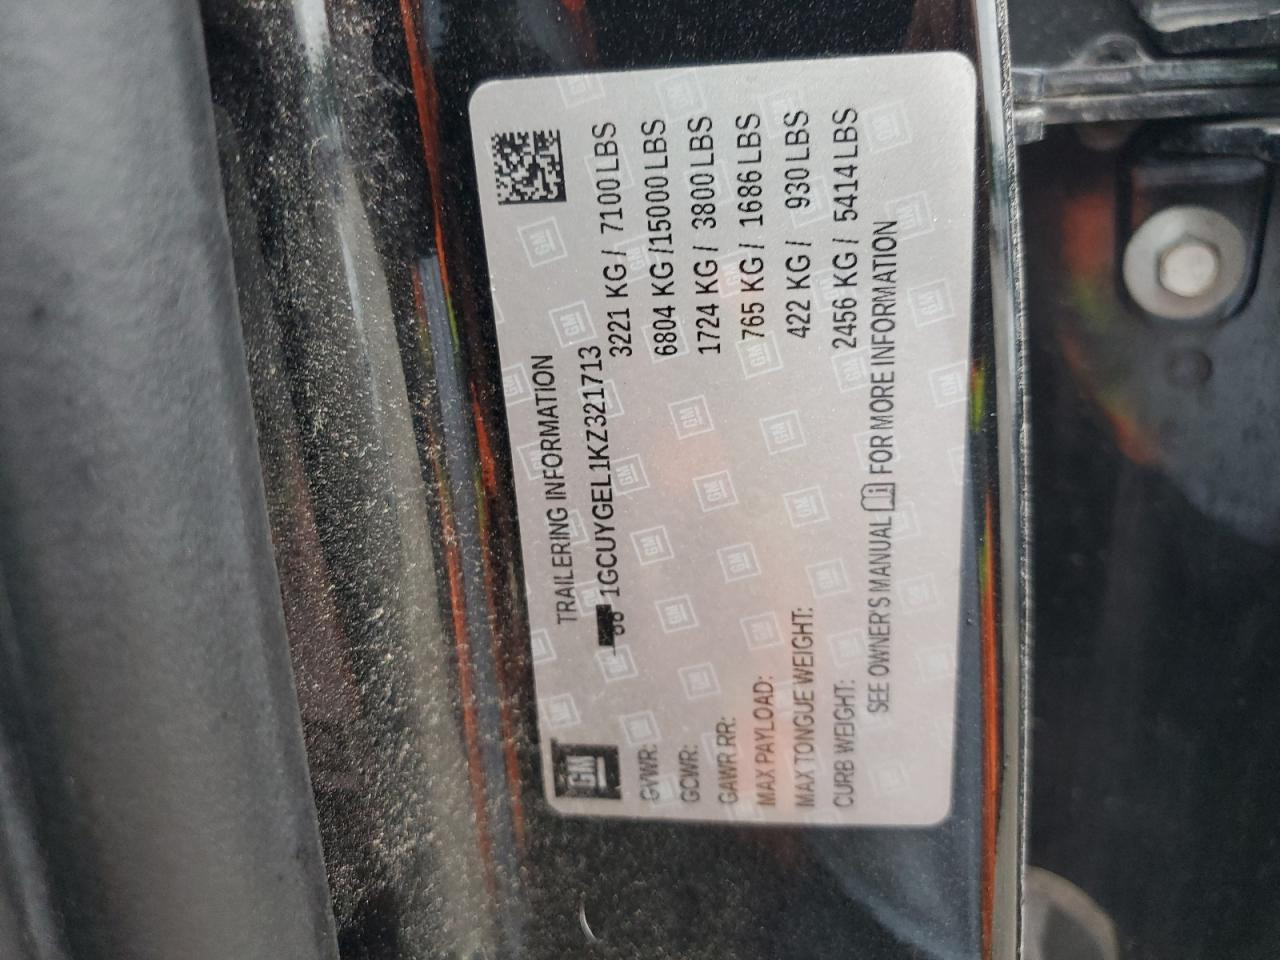 GM
TRAILERING INFORMATION
1GCUYGEL1KZ321713
GVWR: 3221 KG / 7100 LBS
GCWR: 6804 KG / 15000 LBS
GAWR RR: 1724 KG / 3800 LBS
MAX PAYLOAD: 765 KG / 1686 LBS
MAX TONGUE WEIGHT: 422 KG / 930 LBS
CURB WEIGHT: 2456 KG / 5414 LBS
SEE OWNER'S MANUAL FOR MORE INFORMATION